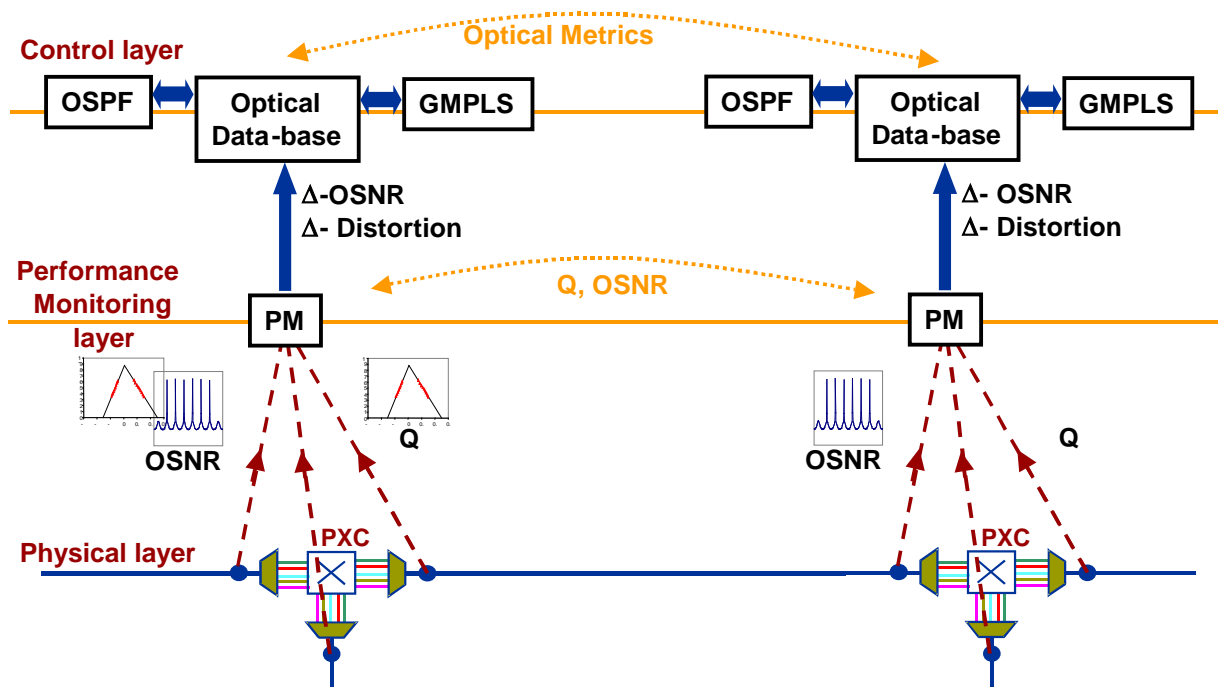 Optical Metrics
Control layer
OSPF
Optical
Data-base
GMPLS
OSPF
Optical
Data-base
GMPLS
Δ-OSNR
Δ- Distortion
Δ- OSNR
Δ- Distortion
Performance
Monitoring
layer
Q, OSNR
PM
PM
OSNR
Q
OSNR
Q
Physical layer
PXC
PXC